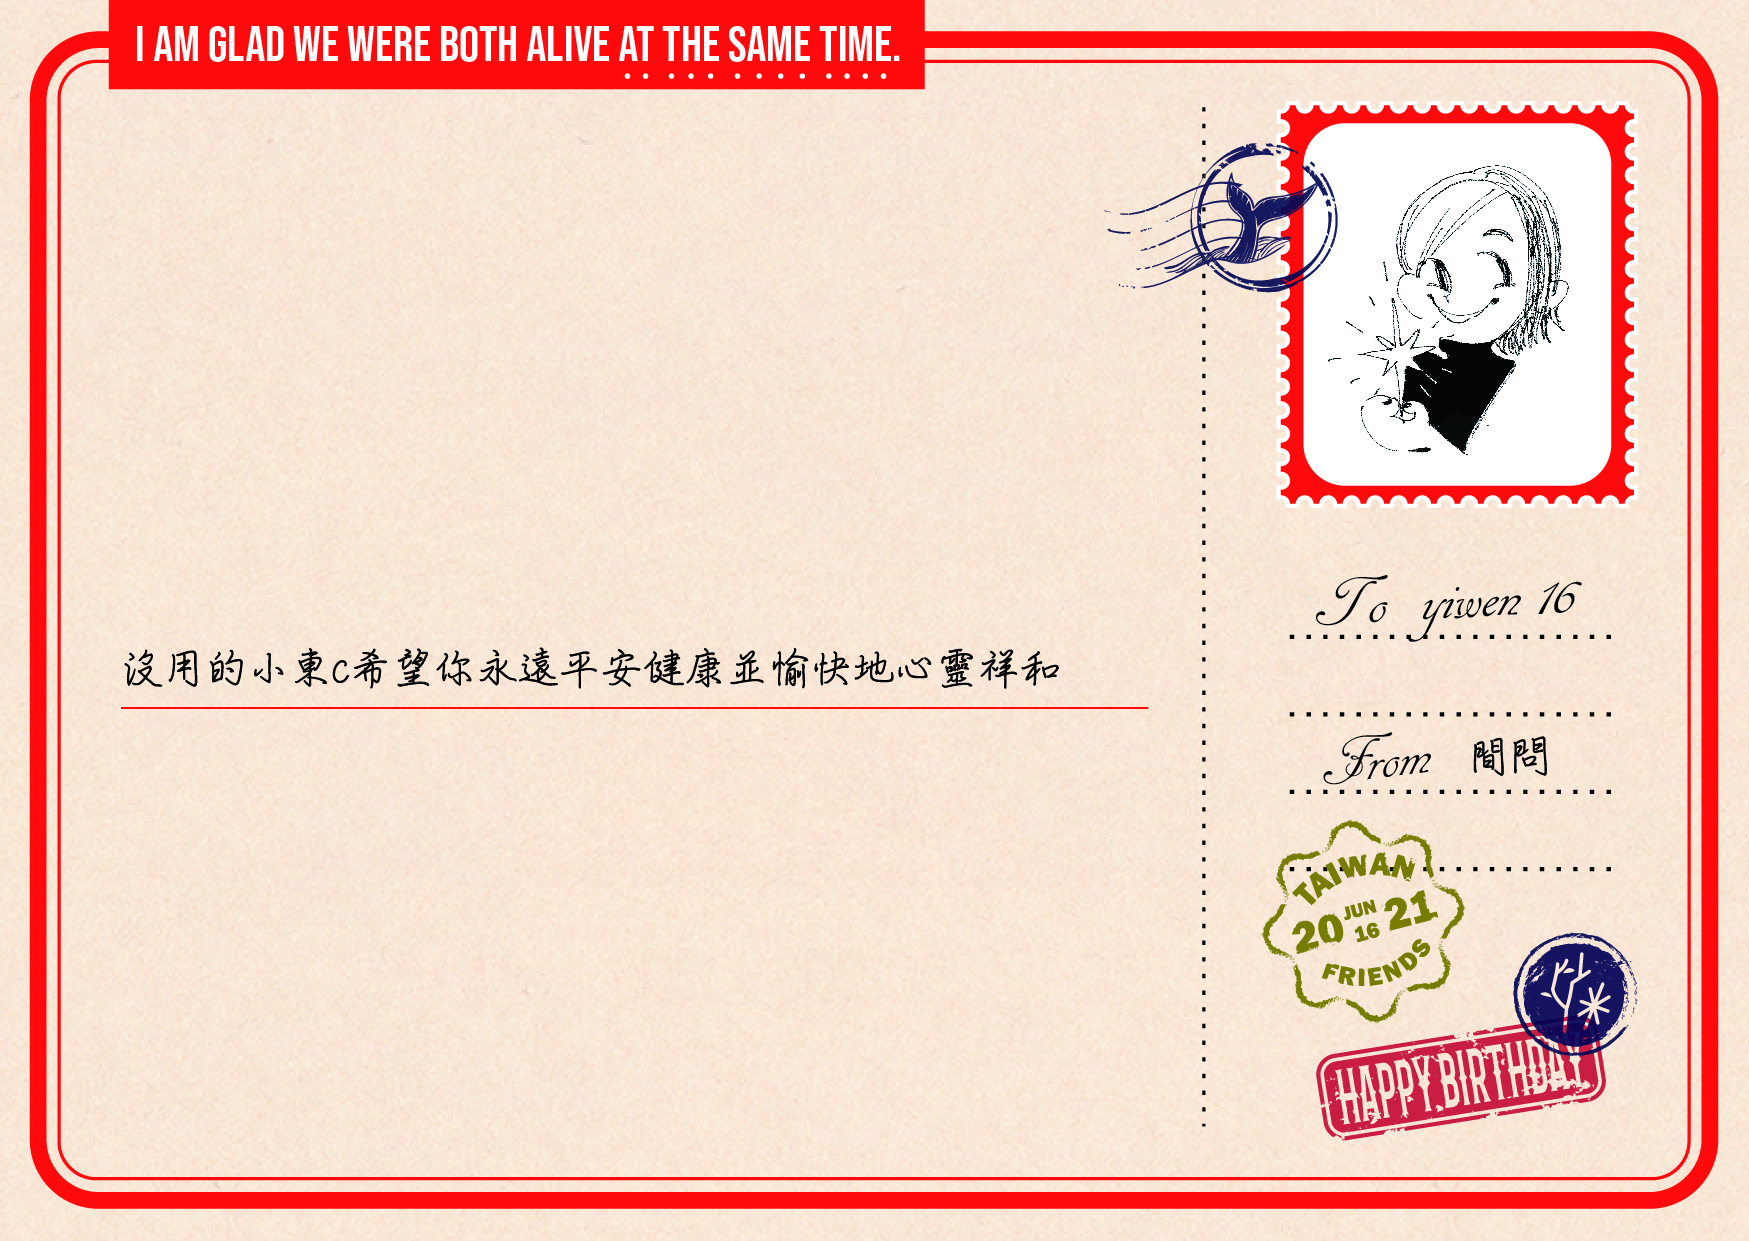 I AM GLAD WE WERE BOTH ALIVE AT THE SAME TIME.
沒用的小東c希望你永遠平安健康並愉快地心靈祥和
To yiwen 16
From 閒問
TAIWAN
20 JUN 16 21
FRIENDS
HAPPY BIRTHDAY